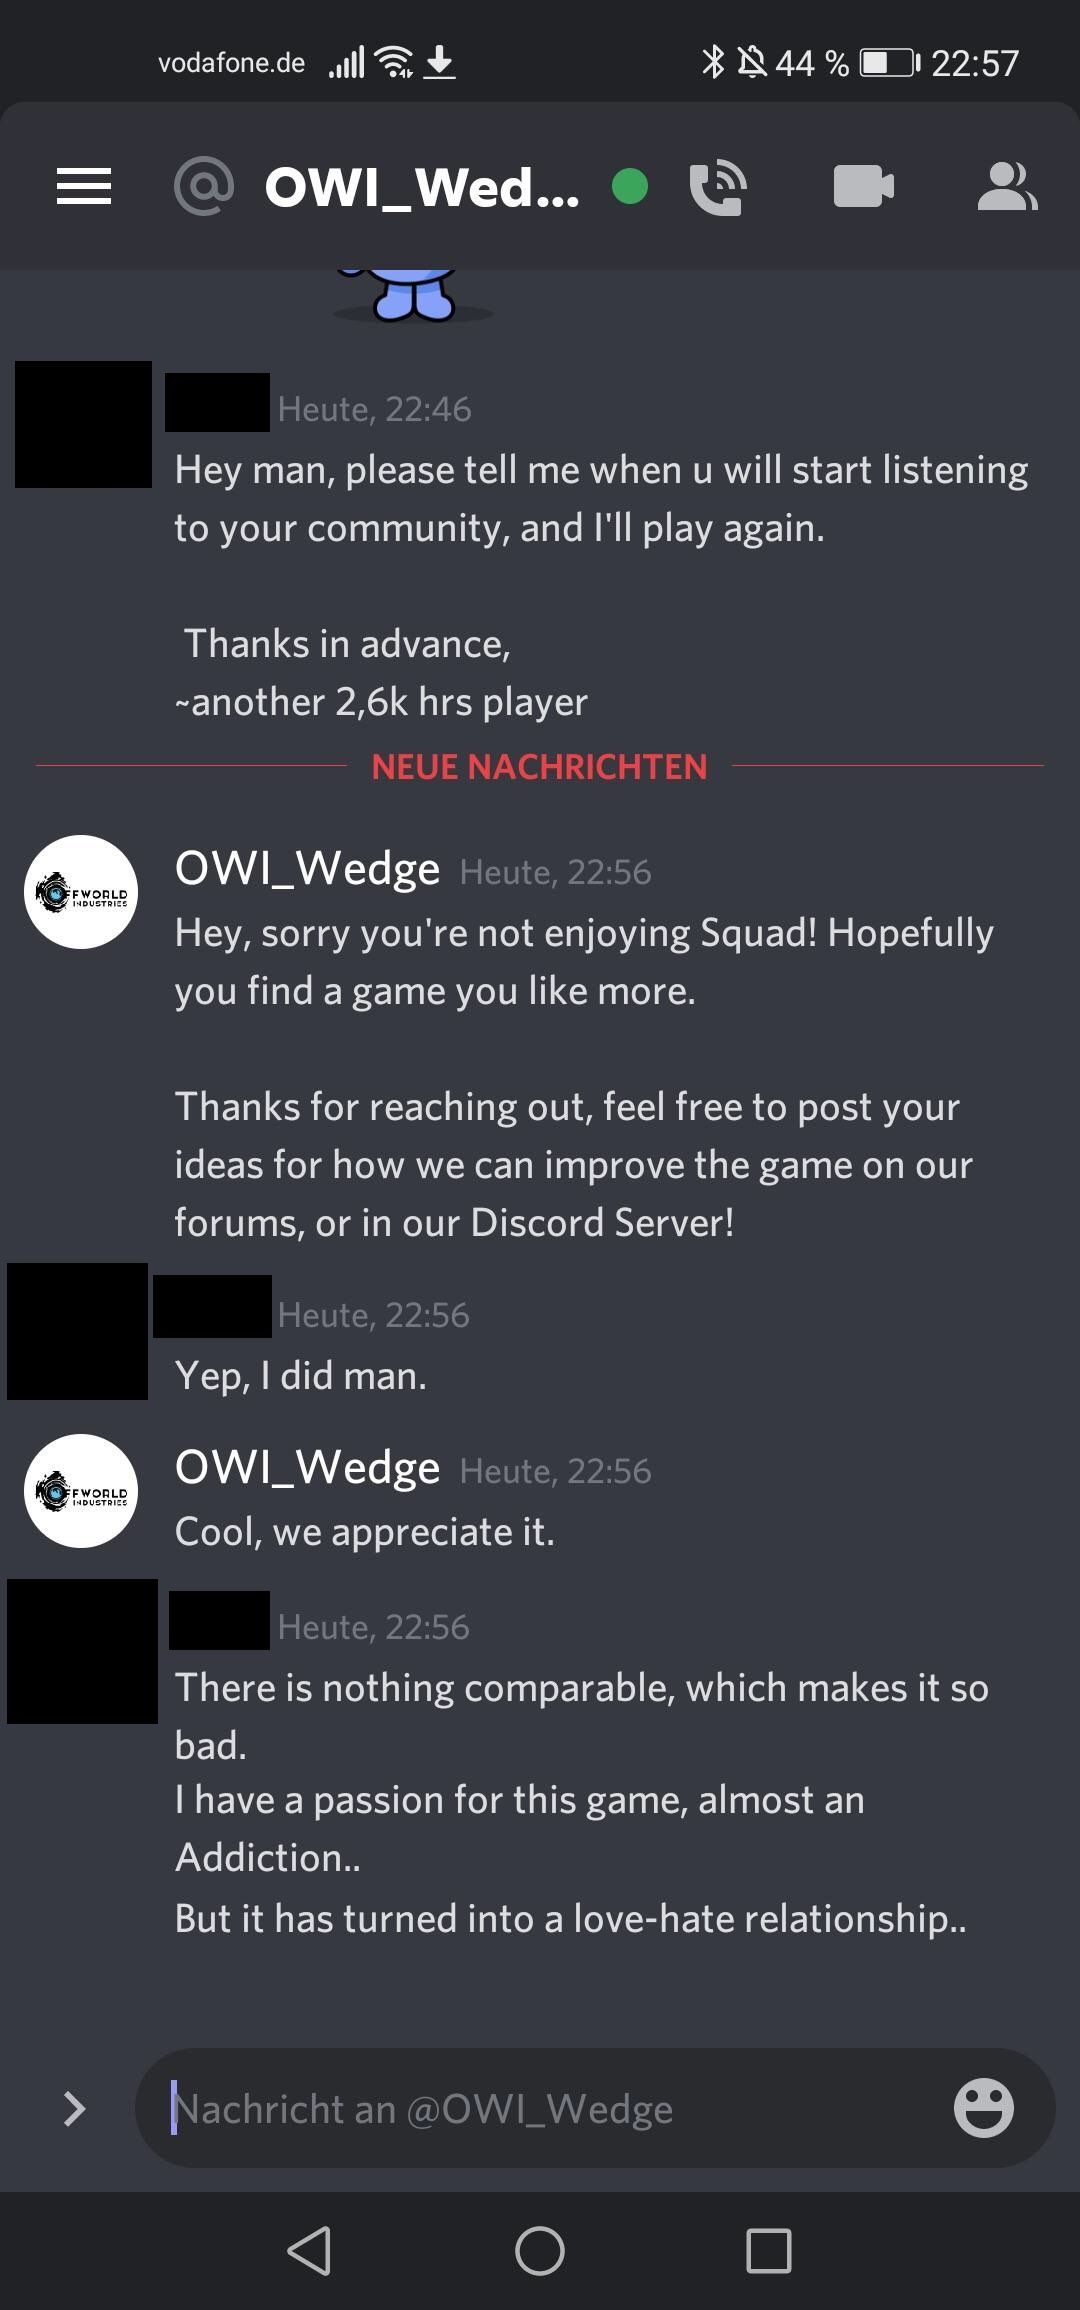 vodafone.de 44 % 22:57
@ OWI_Wed...
Heute, 22:46
Hey man, please tell me when u will start listening
to your community, and I'll play again.
Thanks in advance,
~another 2,6k hrs player
NEUE NACHRICHTEN
OWI_Wedge Heute, 22:56
FFWORLD
INDUSTRIES
Hey, sorry you're not enjoying Squad! Hopefully
you find a game you like more.
Thanks for reaching out, feel free to post your
ideas for how we can improve the game on our
forums, or in our Discord Server!
Heute, 22:56
Yep, I did man.
OWI_Wedge Heute, 22:56
FFWORLD
INDUSTRIES
Cool, we appreciate it.
Heute, 22:56
There is nothing comparable, which makes it so
bad.
I have a passion for this game, almost an
Addiction..
But it has turned into a love-hate relationship..
Nachricht an @OWI_Wedge